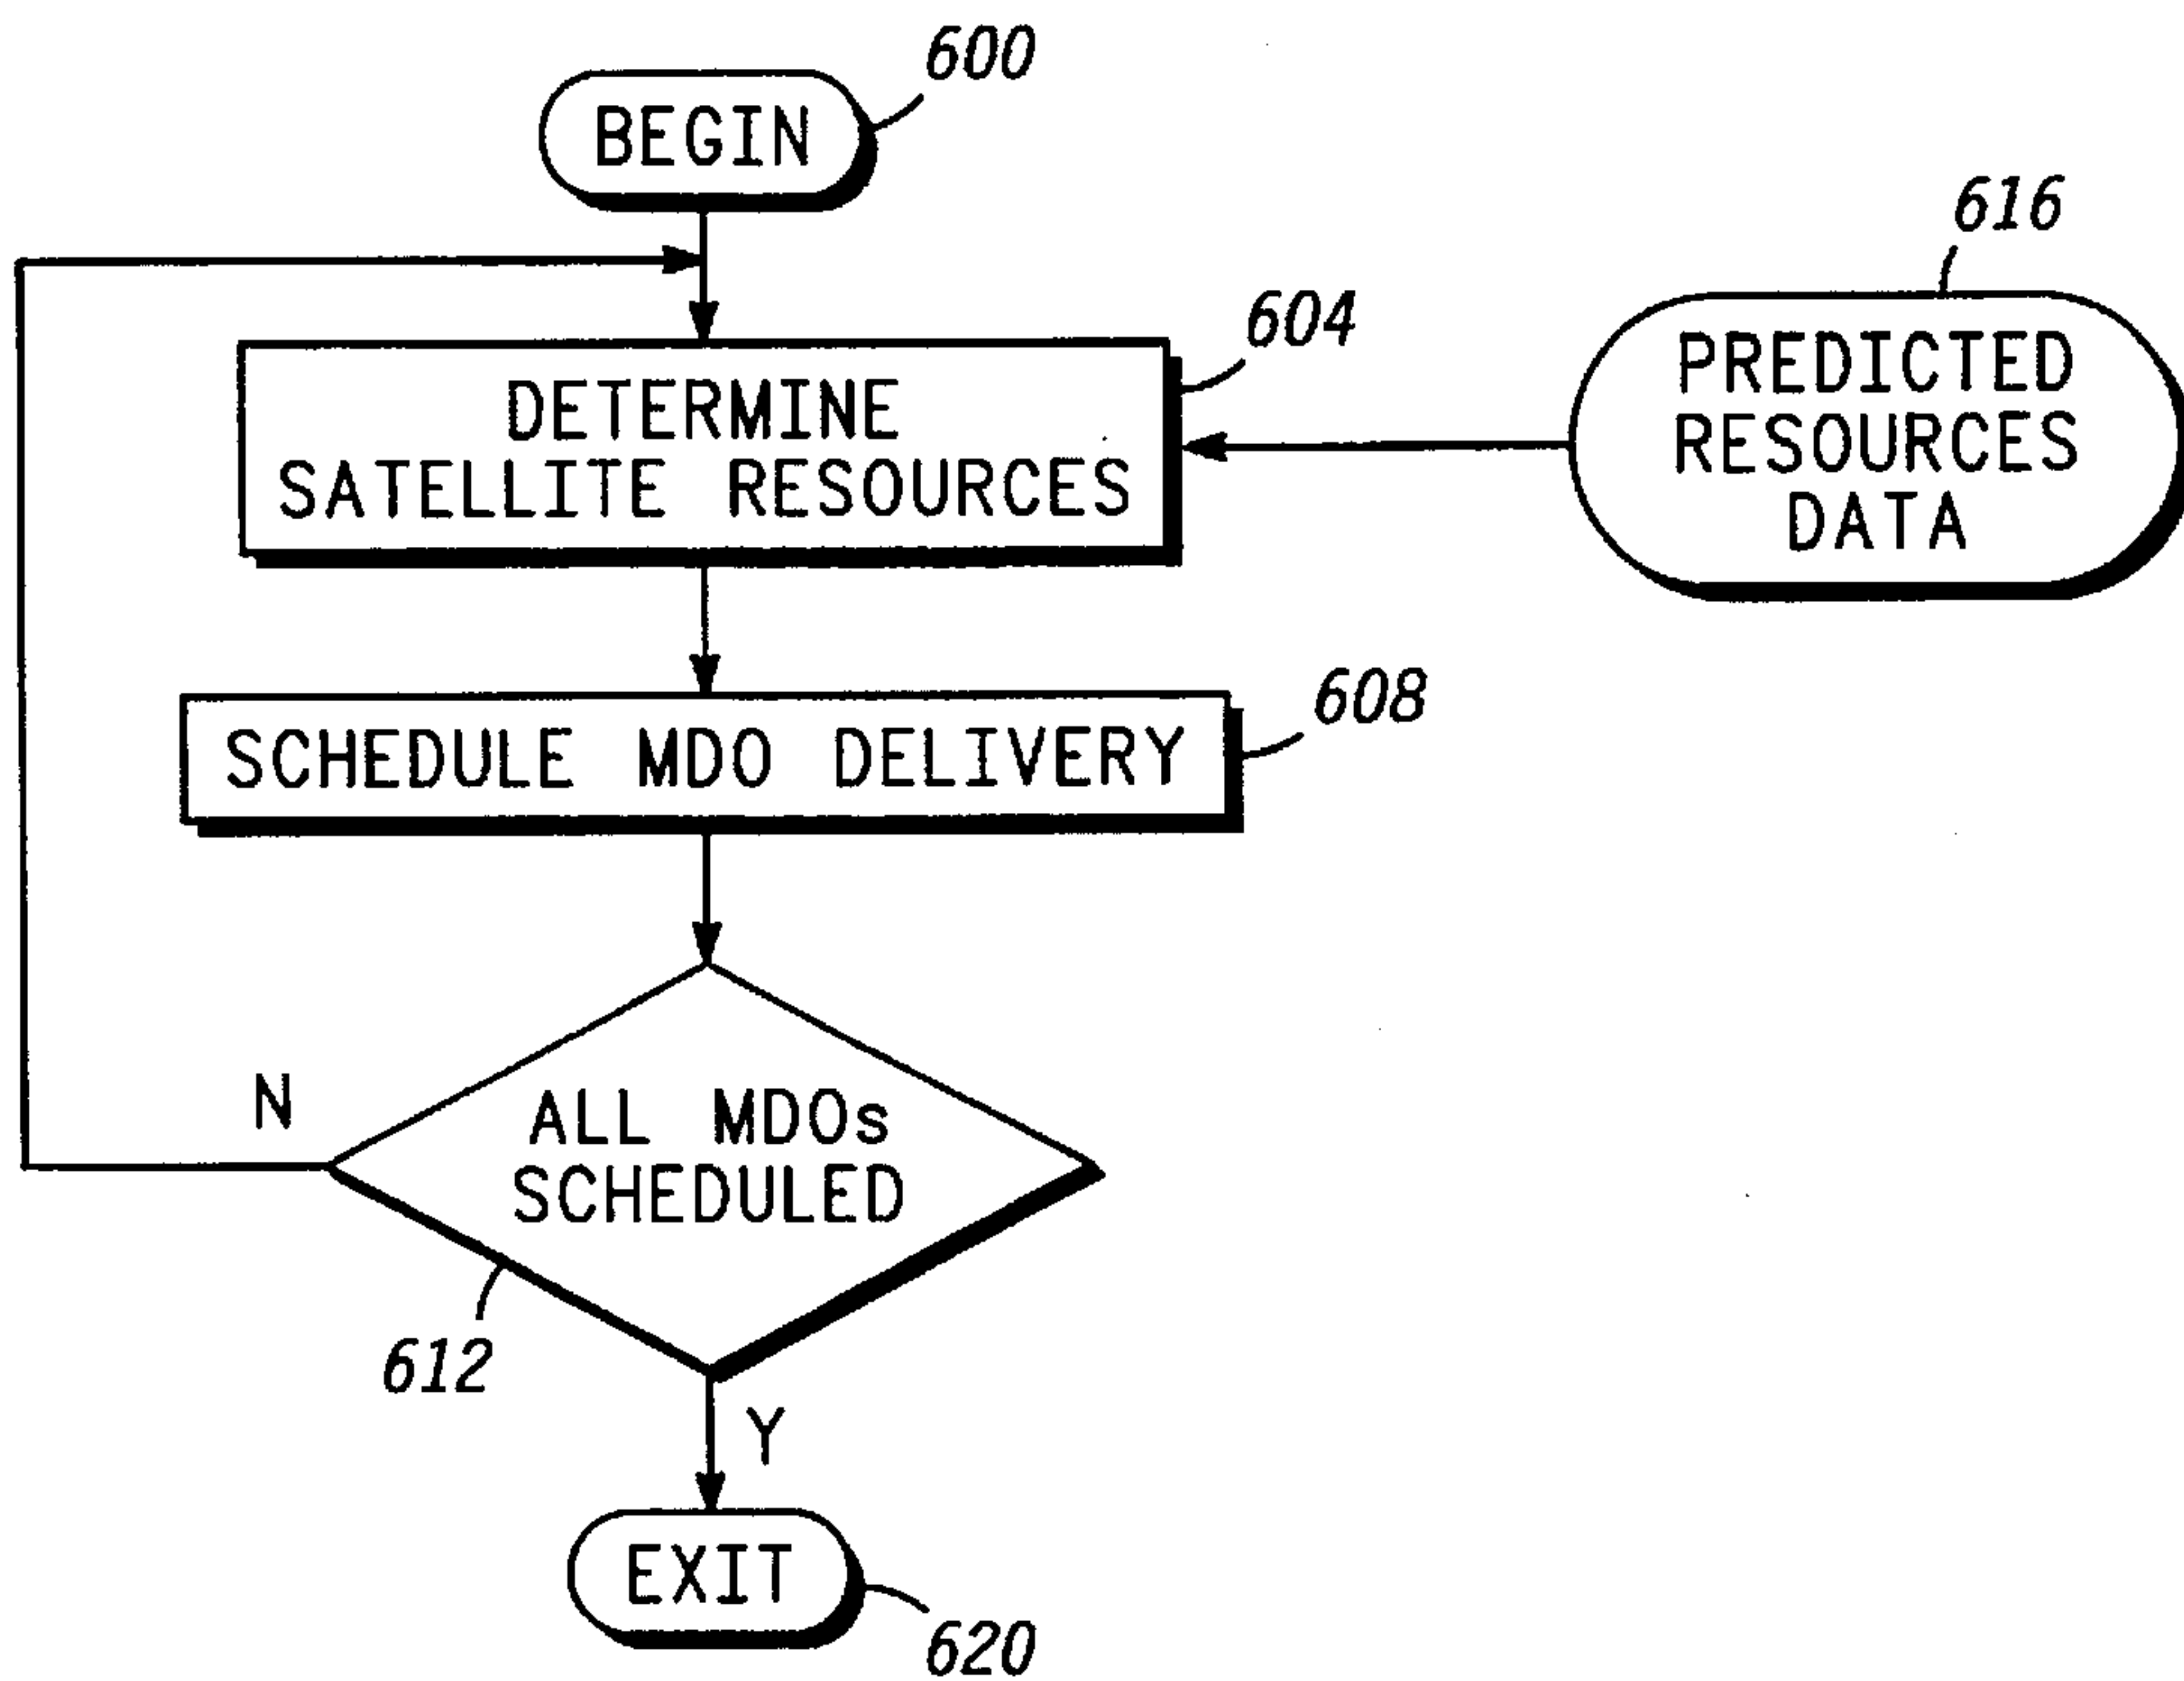 600
BEGIN
616
604
PREDICTED
RESOURCES
DATA
DETERMINE
SATELLITE RESOURCES
608
SCHEDULE MDO DELIVERY
N
ALL MDOs
SCHEDULED
612
Y
EXIT
620